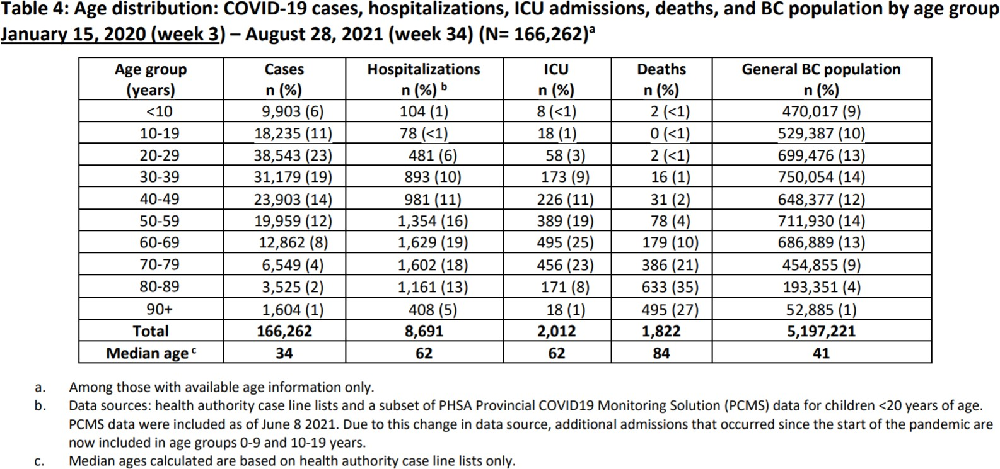 Table 4: Age distribution: COVID-19 cases, hospitalizations, ICU admissions, deaths, and BC population by age group
January 15, 2020 (week 3) – August 28, 2021 (week 34) (N= 166,262)ᵃ
Age group (years) Cases n (%) Hospitalizations n (%) ᵇ ICU n (%) Deaths n (%) General BC population n (%)
<10 9,903 (6) 104 (1) 8 (<1) 2 (<1) 470,017 (9)
10-19 18,235 (11) 78 (<1) 18 (1) 0 (<1) 529,387 (10)
20-29 38,543 (23) 481 (6) 58 (3) 2 (<1) 699,476 (13)
30-39 31,179 (19) 893 (10) 173 (9) 16 (1) 750,054 (14)
40-49 23,903 (14) 981 (11) 226 (11) 31 (2) 648,377 (12)
50-59 19,959 (12) 1,354 (16) 389 (19) 78 (4) 711,930 (14)
60-69 12,862 (8) 1,629 (19) 495 (25) 179 (10) 686,889 (13)
70-79 6,549 (4) 1,602 (18) 456 (23) 386 (21) 454,855 (9)
80-89 3,525 (2) 1,161 (13) 171 (8) 633 (35) 193,351 (4)
90+ 1,604 (1) 408 (5) 18 (1) 495 (27) 52,885 (1)
Total 166,262 8,691 2,012 1,822 5,197,221
Median age ᶜ 34 62 62 84 41
a. Among those with available age information only.
b. Data sources: health authority case line lists and a subset of PHSA Provincial COVID19 Monitoring Solution (PCMS) data for children <20 years of age.
PCMS data were included as of June 8 2021. Due to this change in data source, additional admissions that occurred since the start of the pandemic are
now included in age groups 0-9 and 10-19 years.
c. Median ages calculated are based on health authority case line lists only.